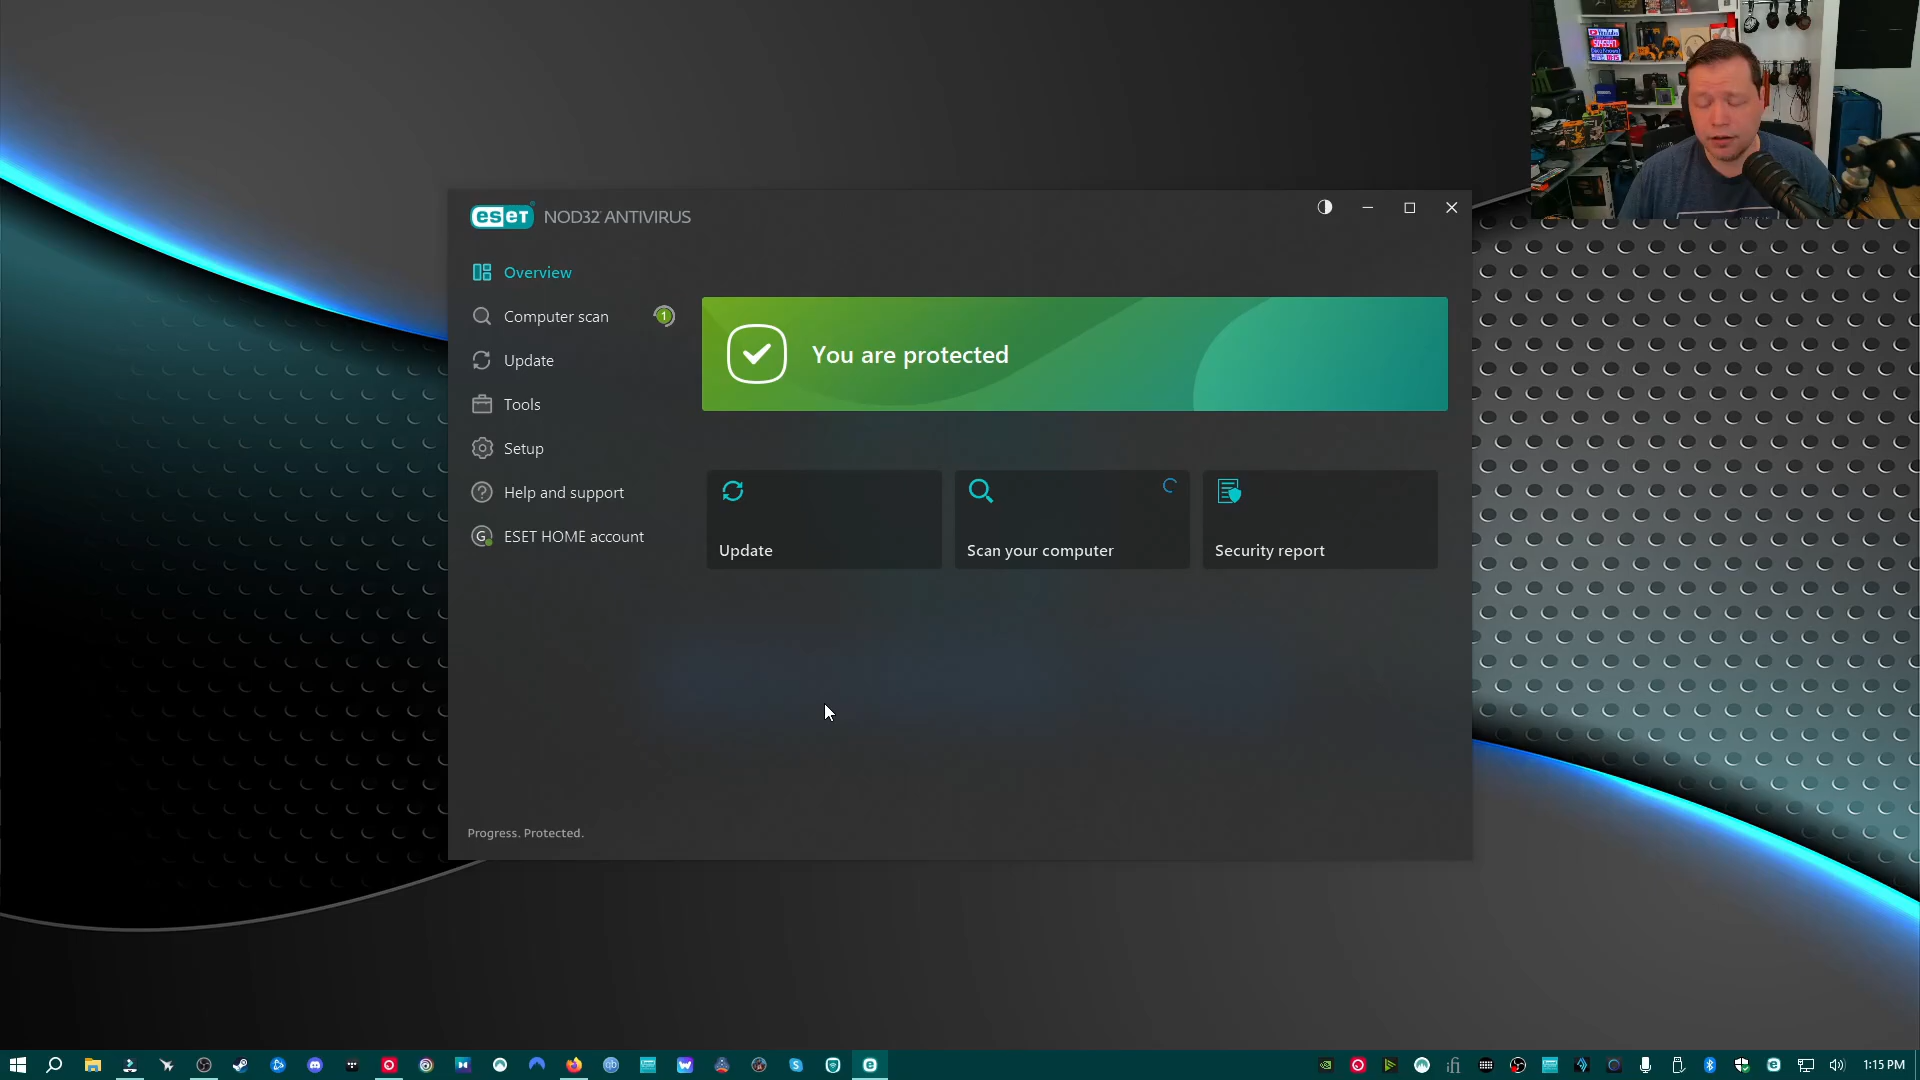 eset NOD32 ANTIVIRUS
Overview
Computer scan 1
Update
Tools
Setup
Help and support
ESET HOME account
You are protected
Update
Scan your computer
Security report
Progress. Protected.
1:15 PM